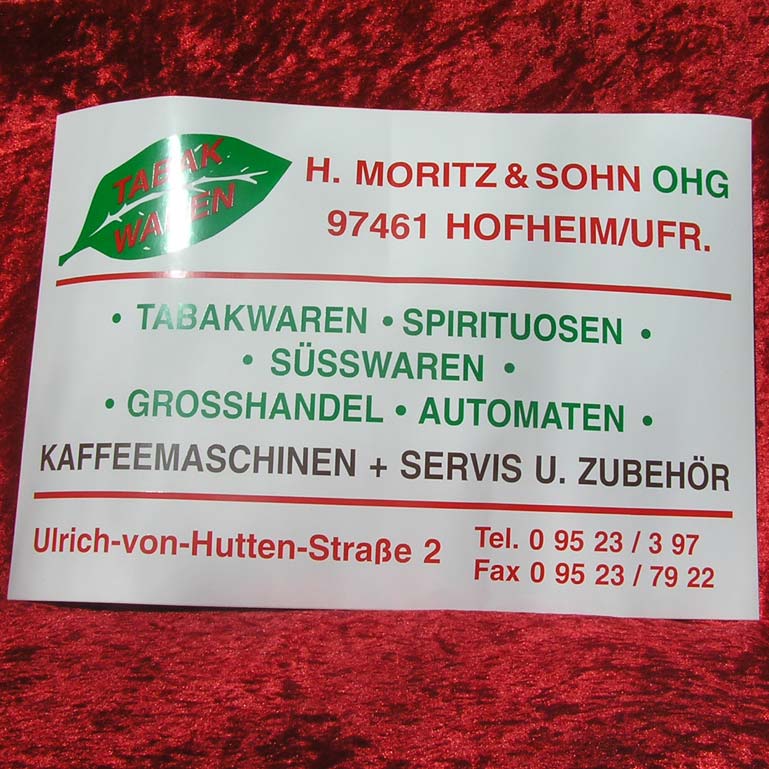 TABAK
WAREN
H. MORITZ & SOHN OHG
97461 HOFHEIM/UFR.
• TABAKWAREN • SPIRITUOSEN •
• SÜSSWAREN •
• GROSSHANDEL • AUTOMATEN •
KAFFEEMASCHINEN + SERVIS U. ZUBEHÖR
Ulrich-von-Hutten-Straße 2
Tel. 0 95 23 / 3 97
Fax 0 95 23 / 79 22